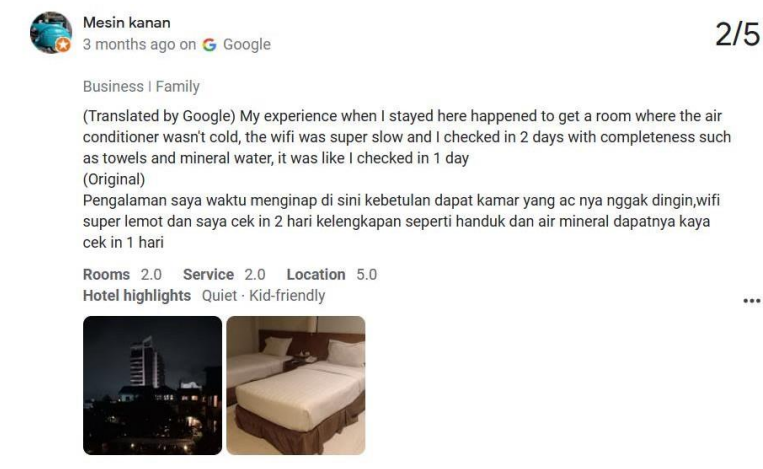 Mesin kanan
3 months ago on Google
2/5
Business | Family
(Translated by Google) My experience when I stayed here happened to get a room where the air
conditioner wasn't cold, the wifi was super slow and I checked in 2 days with completeness such
as towels and mineral water, it was like I checked in 1 day
(Original)
Pengalaman saya waktu menginap di sini kebetulan dapat kamar yang ac nya nggak dingin,wifi
super lemot dan saya cek in 2 hari kelengkapan seperti handuk dan air mineral dapatnya kaya
cek in 1 hari
Rooms 2.0 Service 2.0 Location 5.0
Hotel highlights Quiet · Kid-friendly